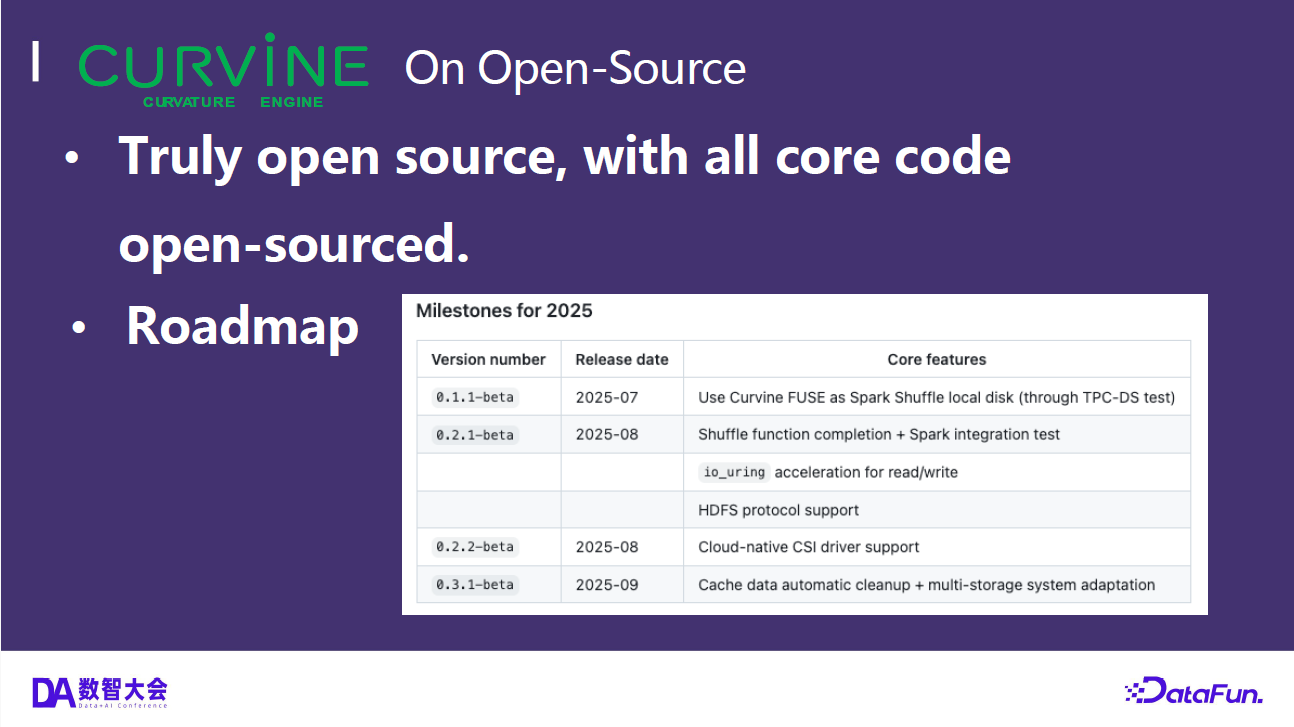 CURVINE On Open-Source
CURVATURE ENGINE
• Truly open source, with all core code
open-sourced.
• Roadmap
Milestones for 2025
Version number Release date Core features
0.1.1-beta 2025-07 Use Curvine FUSE as Spark Shuffle local disk (through TPC-DS test)
0.2.1-beta 2025-08 Shuffle function completion + Spark integration test
io_uring acceleration for read/write
HDFS protocol support
0.2.2-beta 2025-08 Cloud-native CSI driver support
0.3.1-beta 2025-09 Cache data automatic cleanup + multi-storage system adaptation
DA 数智大会
Data+AI Conference
DataFun.